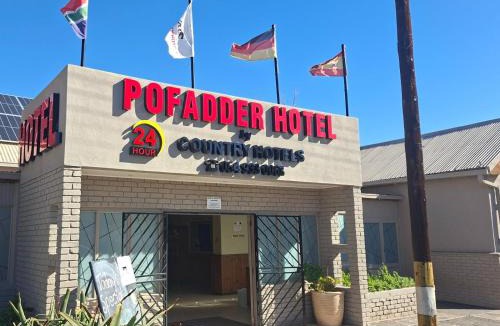 POFADDER HOTEL
by
COUNTRY HOTELS
24
HOUR
HOTEL